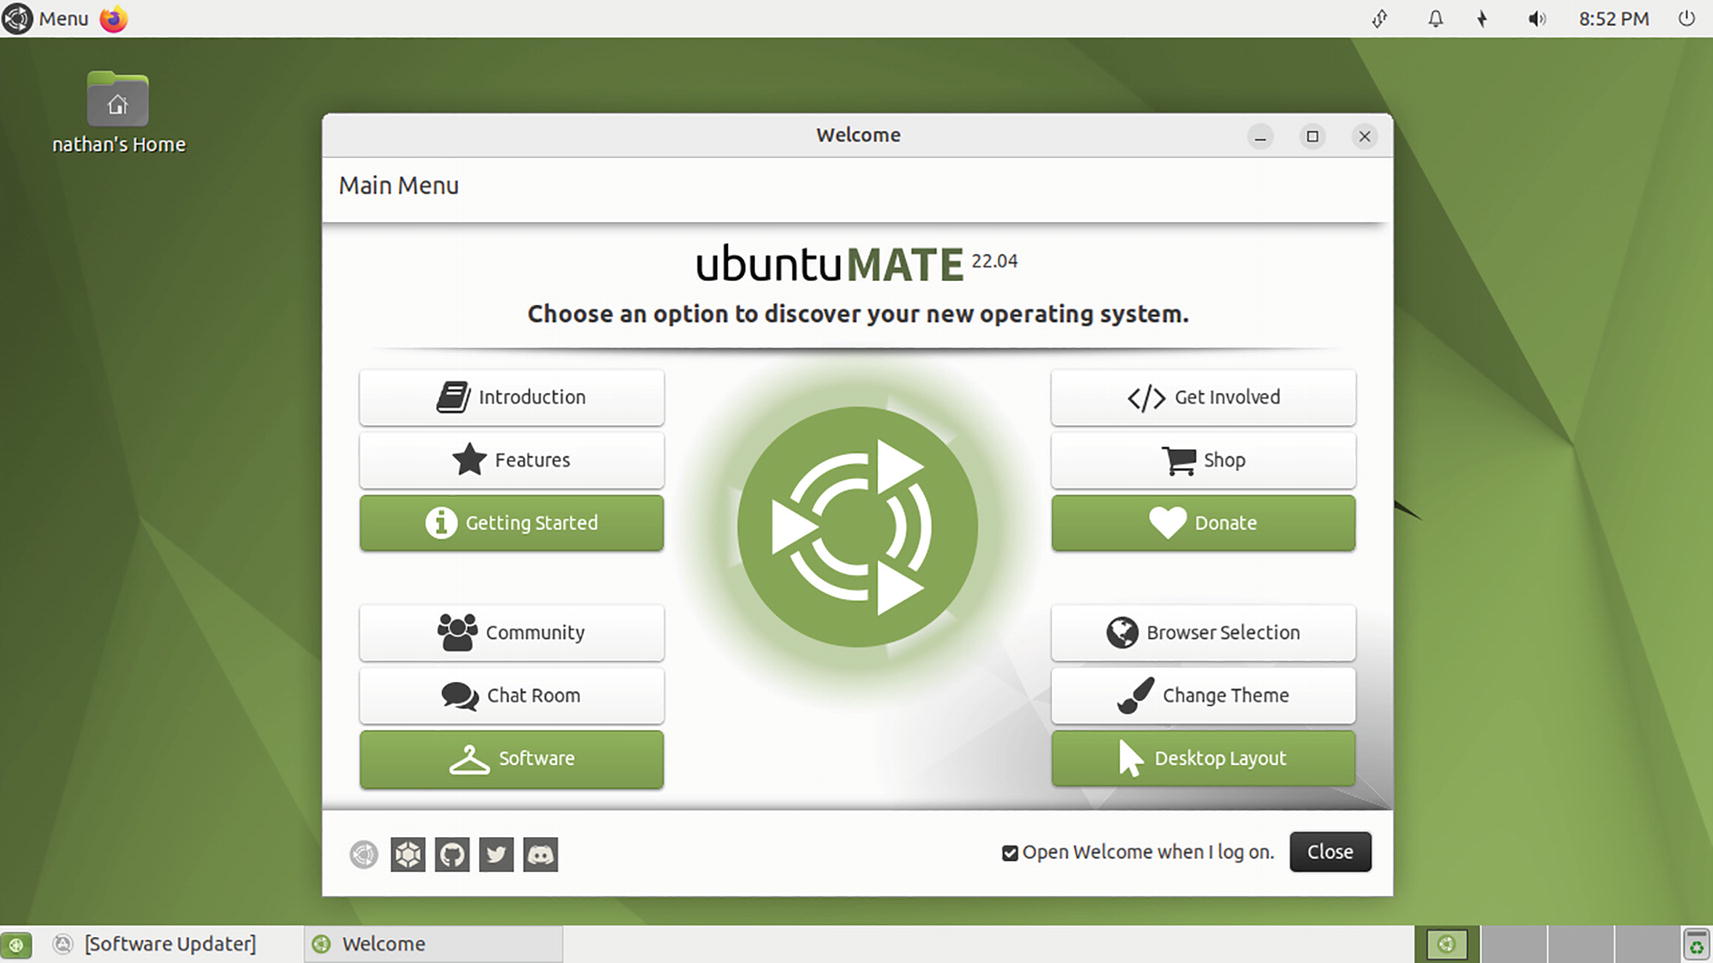 Menu
8:52 PM
nathan's Home
Welcome
Main Menu
ubuntuMATE 22.04
Choose an option to discover your new operating system.
Introduction
Get Involved
Features
Shop
Getting Started
Donate
Community
Browser Selection
Chat Room
Change Theme
Software
Desktop Layout
Open Welcome when I log on.
Close
[Software Updater]
Welcome